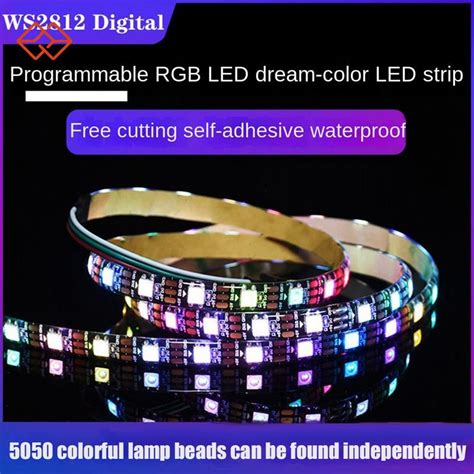 WS2812 Digital
Programmable RGB LED dream-color LED strip
Free cutting self-adhesive waterproof
5050 colorful lamp beads can be found independently